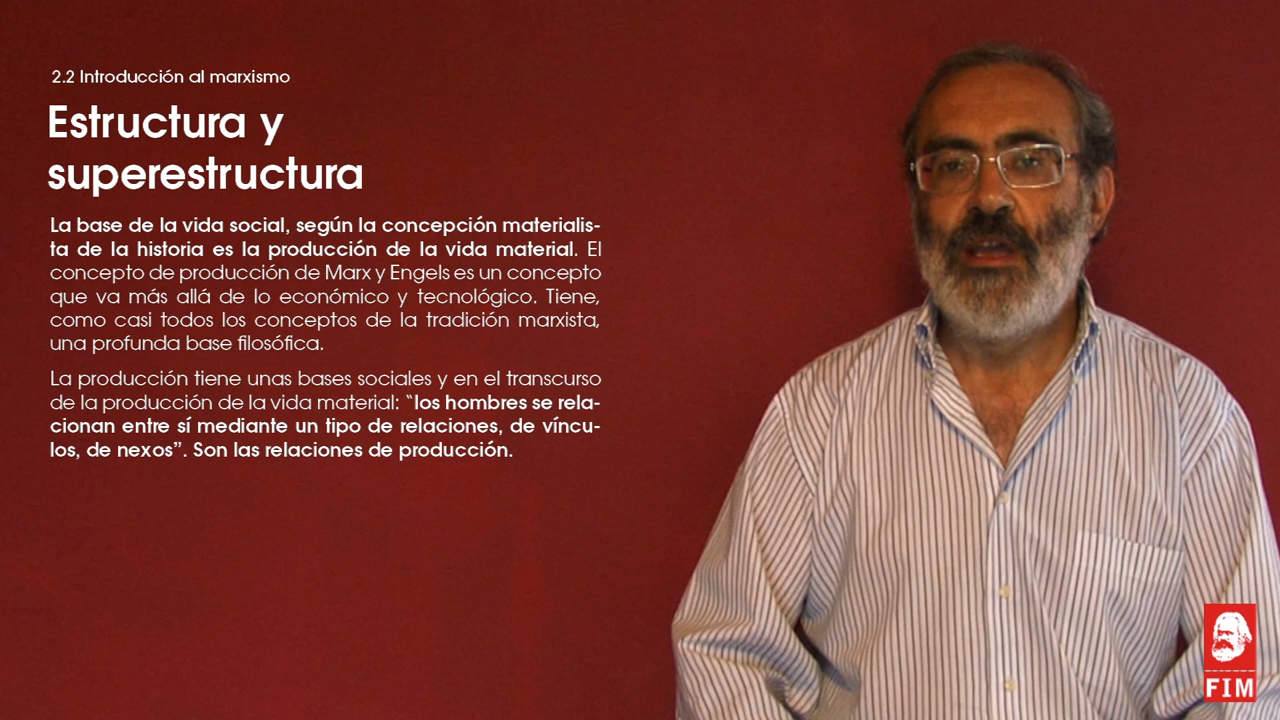 2.2 Introducción al marxismo
Estructura y
superestructura
La base de la vida social, según la concepción materialis-
ta de la historia es la producción de la vida material. El
concepto de producción de Marx y Engels es un concepto
que va más allá de lo económico y tecnológico. Tiene,
como casi todos los conceptos de la tradición marxista,
una profunda base filosófica.
La producción tiene unas bases sociales y en el transcurso
de la producción de la vida material: “los hombres se rela-
cionan entre sí mediante un tipo de relaciones, de víncu-
los, de nexos”. Son las relaciones de producción.
FIM